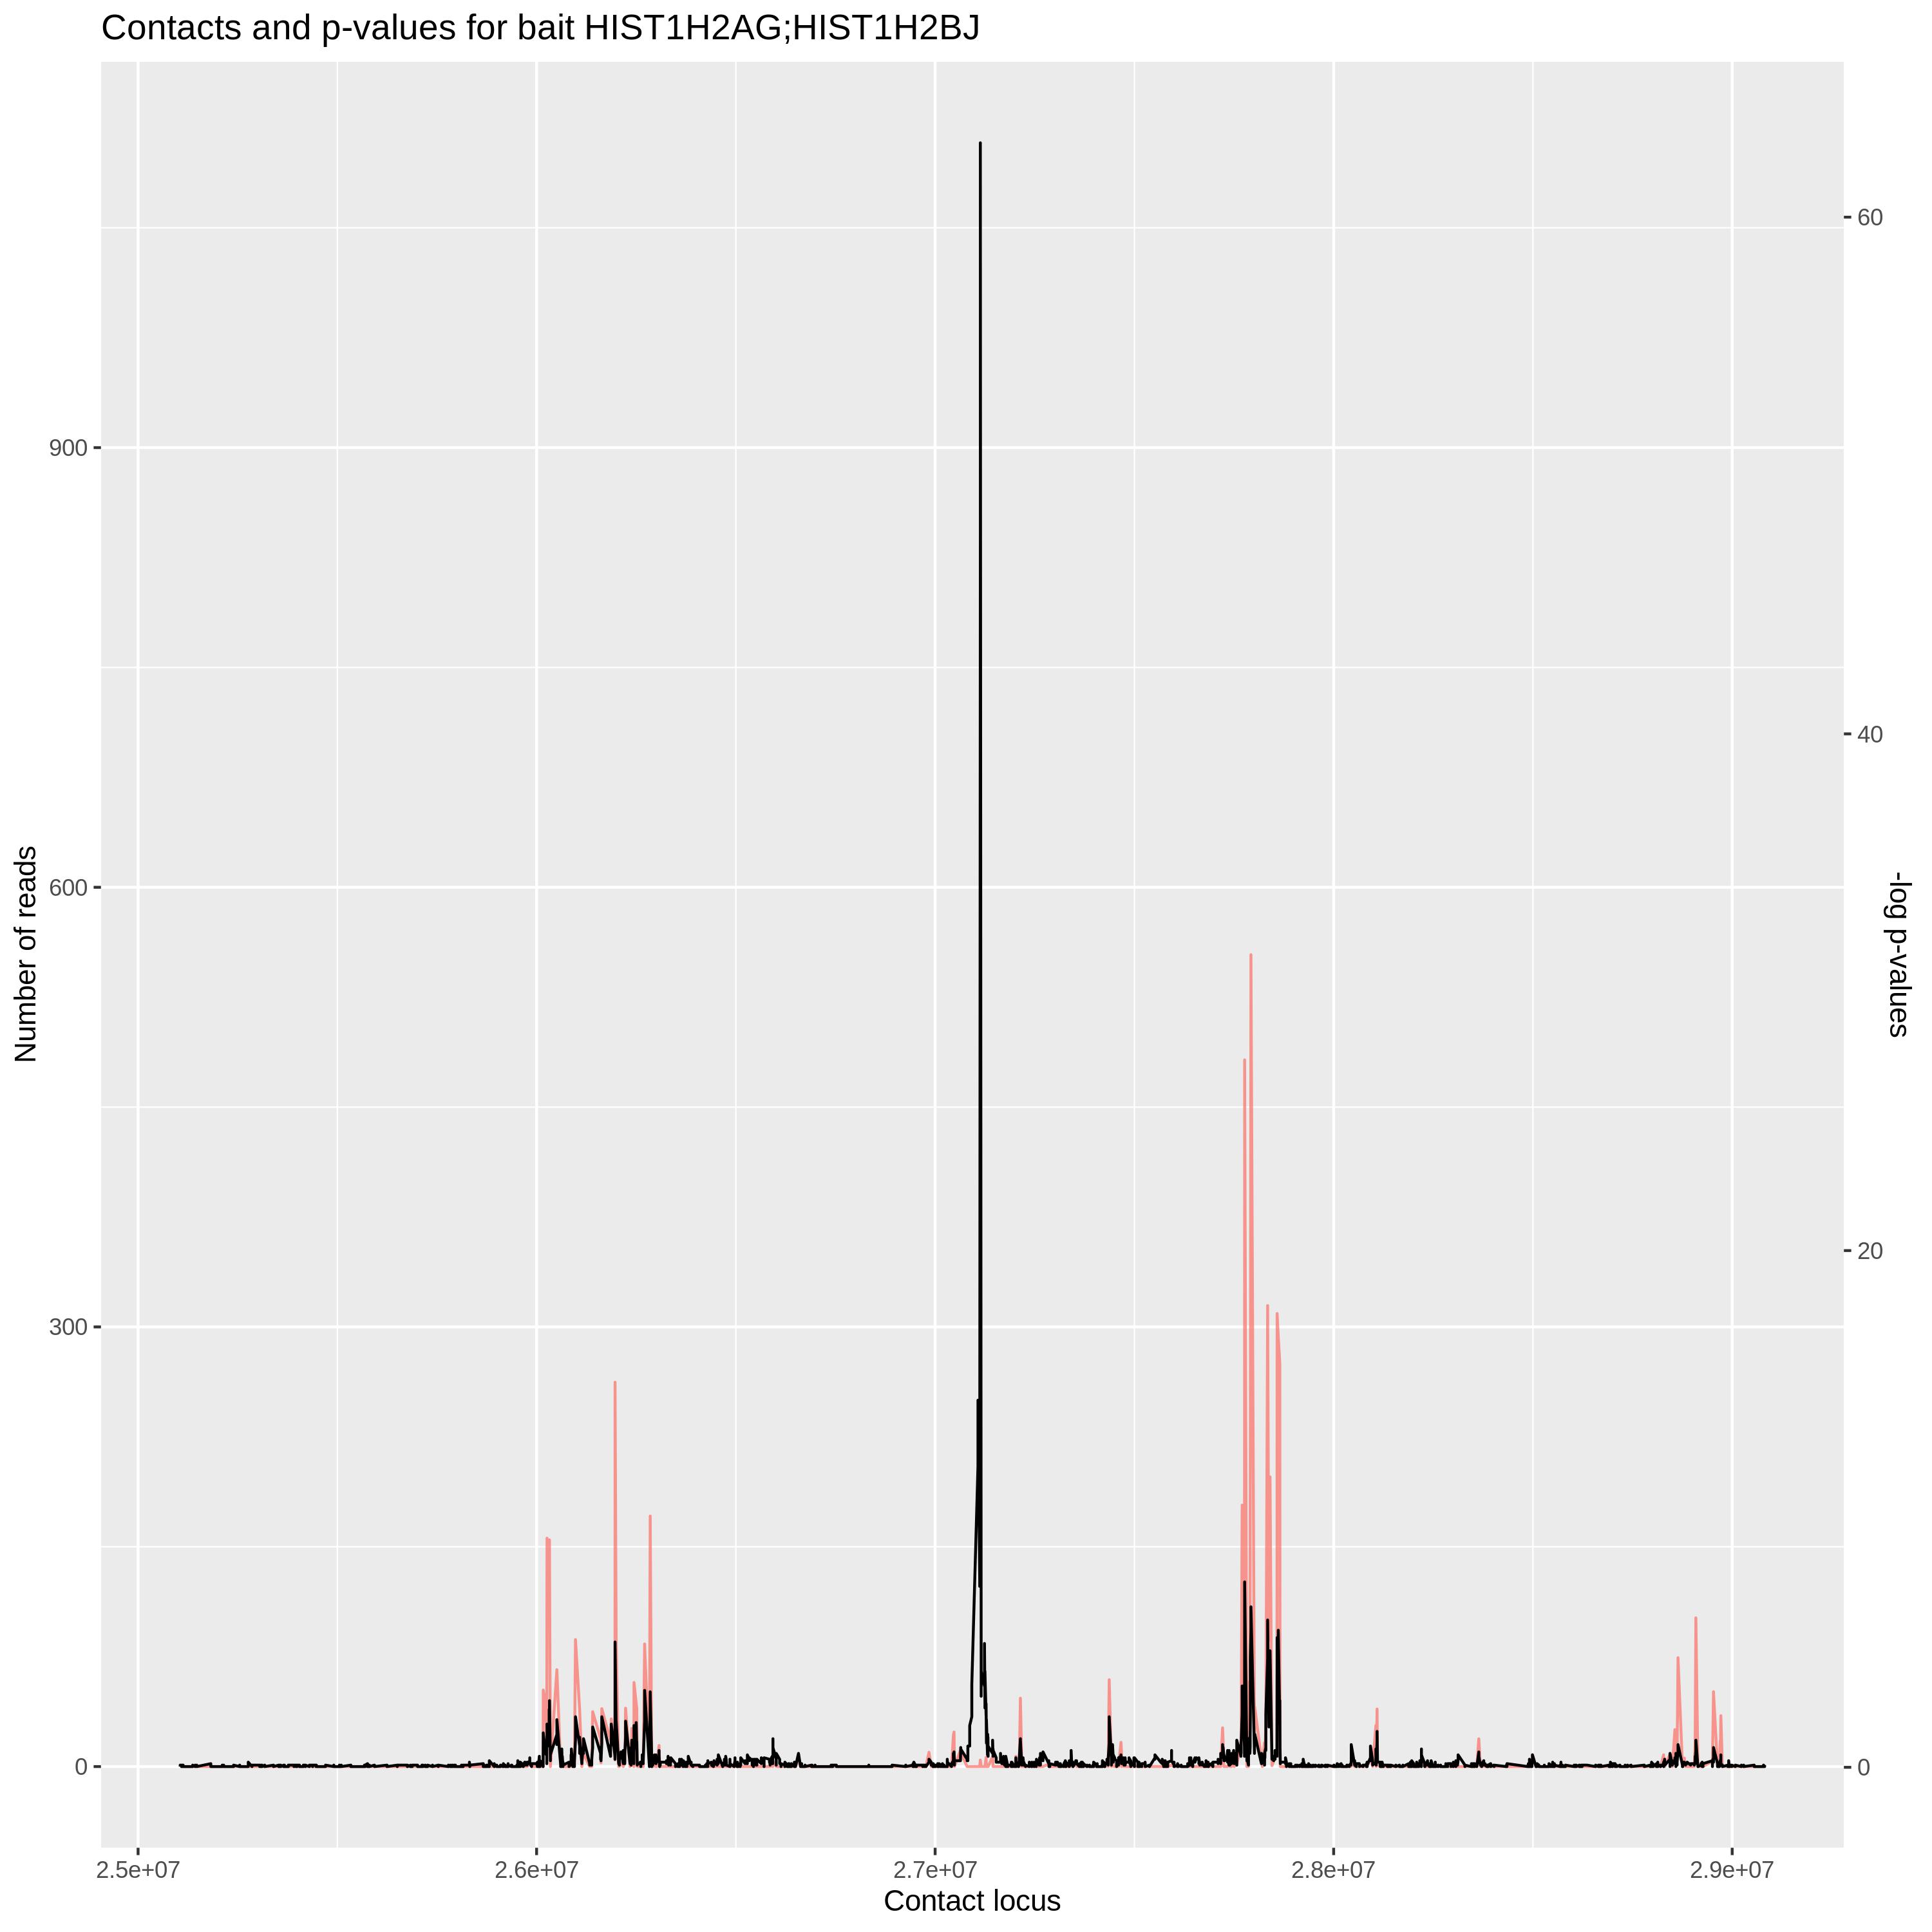 Contacts and p-values for bait HIST1H2AG;HIST1H2BJ
900
600
300
0
Number of reads
60
40
20
0
-log p-values
2.5e+07
2.6e+07
2.7e+07
2.8e+07
2.9e+07
Contact locus